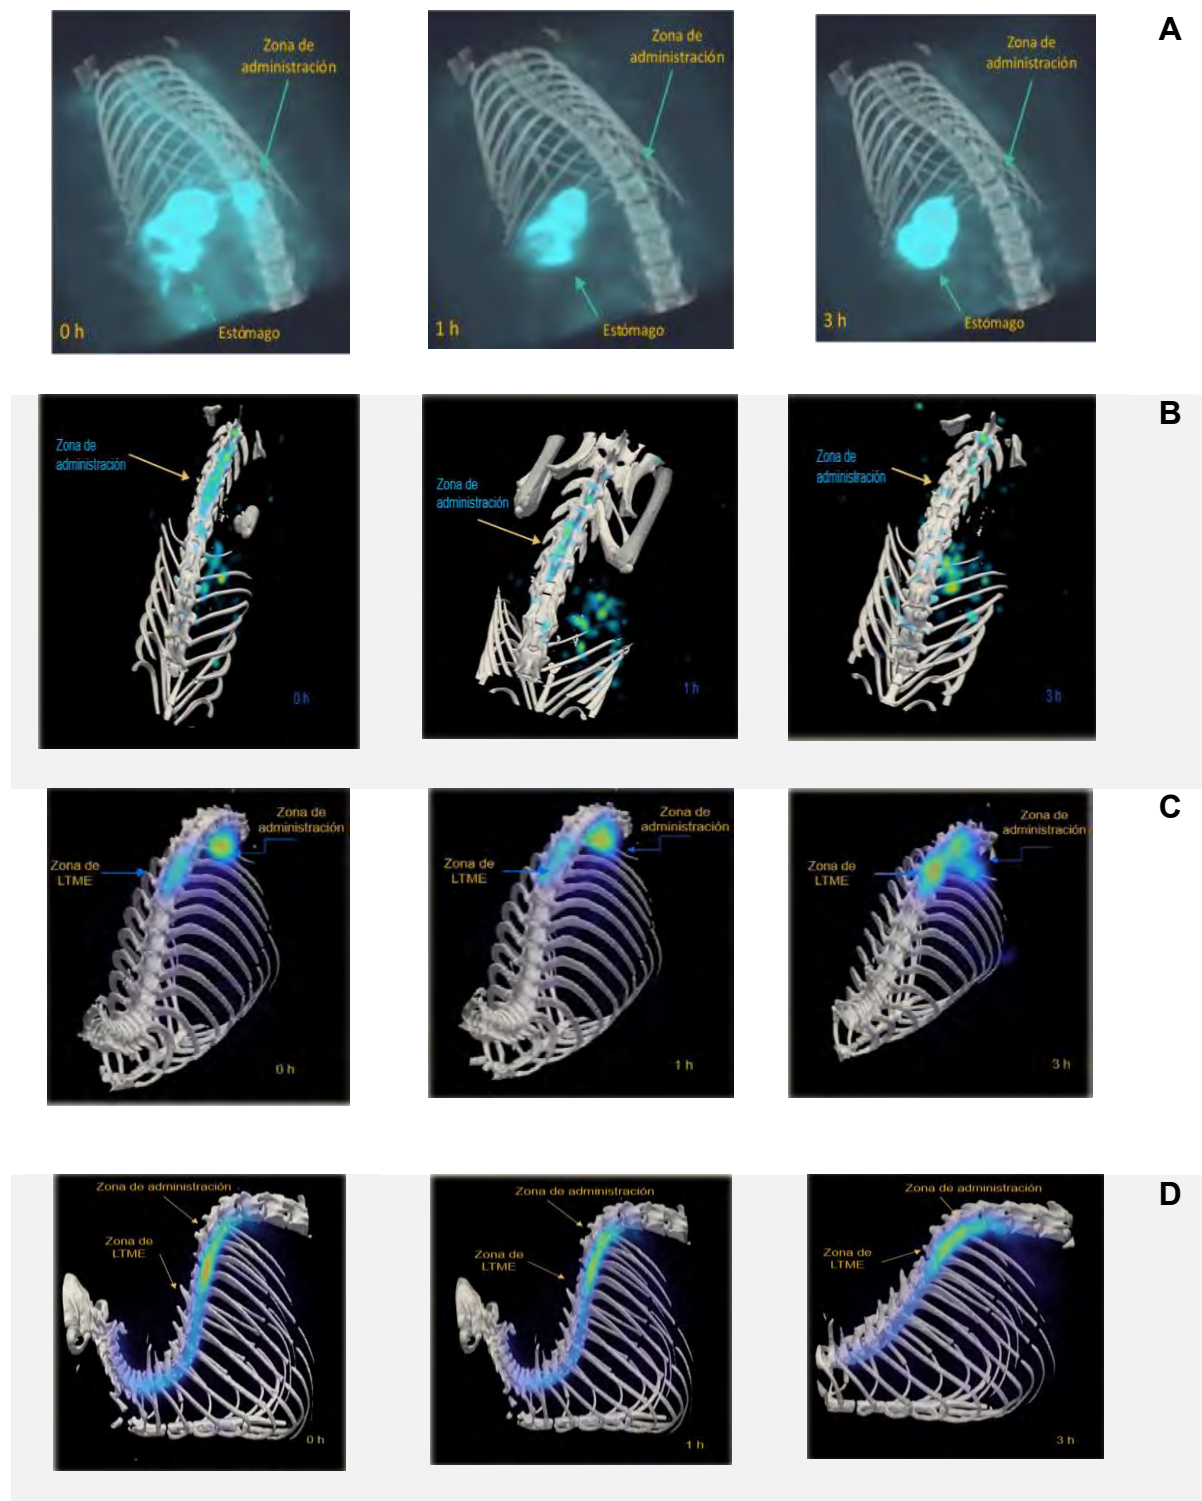 A
Zona de
administración
0 h
Estómago
Zona de
administración
1 h
Estómago
Zona de
administración
3 h
Estómago
B
Zona de
administración
0 h
Zona de
administración
1 h
Zona de
administración
3 h
C
Zona de
administración
Zona de
LTME
0 h
Zona de
administración
Zona de
LTME
1 h
Zona de
administración
Zona de
LTME
3 h
D
Zona de administración
Zona de
LTME
0 h
Zona de administración
Zona de
LTME
1 h
Zona de administración
Zona de
LTME
3 h